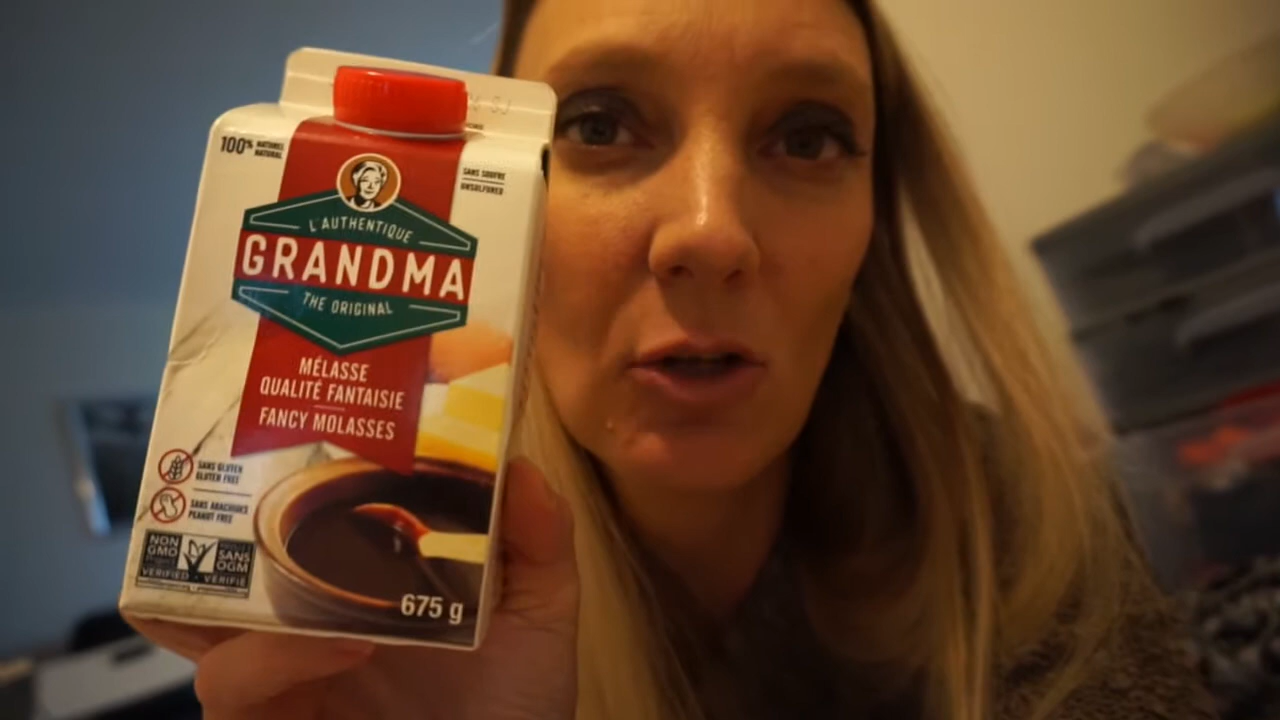 100% NATUREL
NATURAL
SANS SOUFRE
UNSULFURED
L'AUTHENTIQUE
GRANDMA
THE ORIGINAL
MÉLASSE
QUALITÉ FANTAISIE
FANCY MOLASSES
SANS GLUTEN
GLUTEN FREE
SANS ARACHIDES
PEANUT FREE
NON
GMO
SANS
OGM
VERIFIED VÉRIFIÉ
675 g